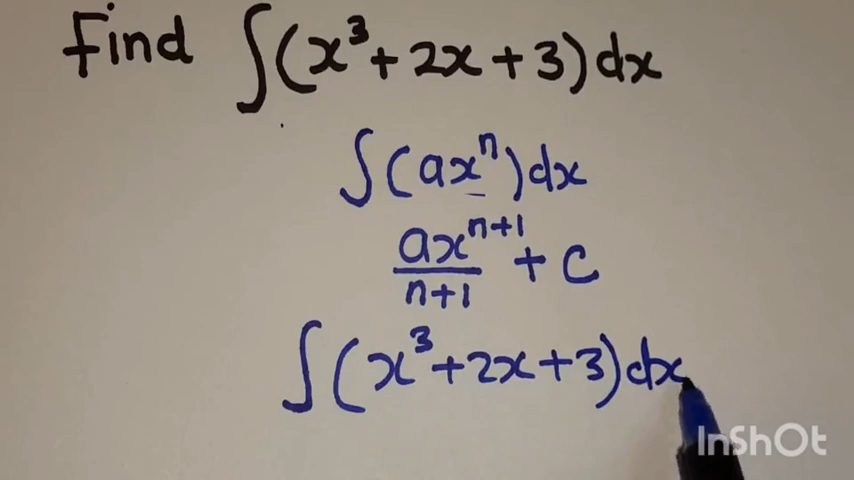 Find ∫(x³+2x+3)dx
∫(axⁿ)dx
axⁿ⁺¹/n+1 + c
∫(x³+2x+3)dx
InShOt